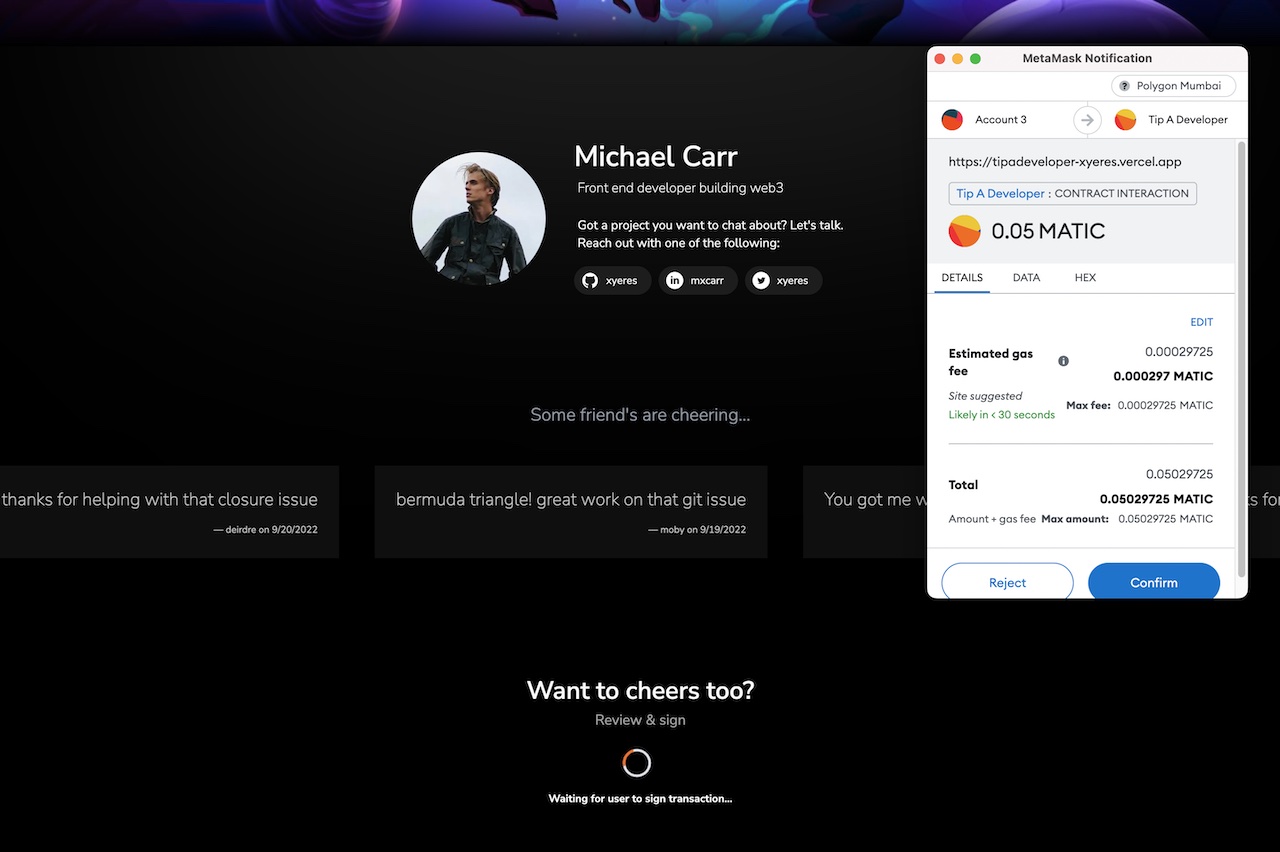 Michael Carr
Front end developer building web3
Got a project you want to chat about? Let's talk.
Reach out with one of the following:
xyeres
in mxcarr
xyeres
Some friend's are cheering...
thanks for helping with that closure issue
— deirdre on 9/20/2022
bermuda triangle! great work on that git issue
— moby on 9/19/2022
You got me
Want to cheers too?
Review & sign
Waiting for user to sign transaction...
MetaMask Notification
? Polygon Mumbai
Account 3
Tip A Developer
https://tipadeveloper-xyeres.vercel.app
Tip A Developer : CONTRACT INTERACTION
0.05 MATIC
DETAILS DATA HEX
EDIT
Estimated gas fee
0.00029725
0.000297 MATIC
Site suggested
Likely in < 30 seconds
Max fee: 0.00029725 MATIC
Total
0.05029725
0.05029725 MATIC
Amount + gas fee Max amount: 0.05029725 MATIC
Reject
Confirm